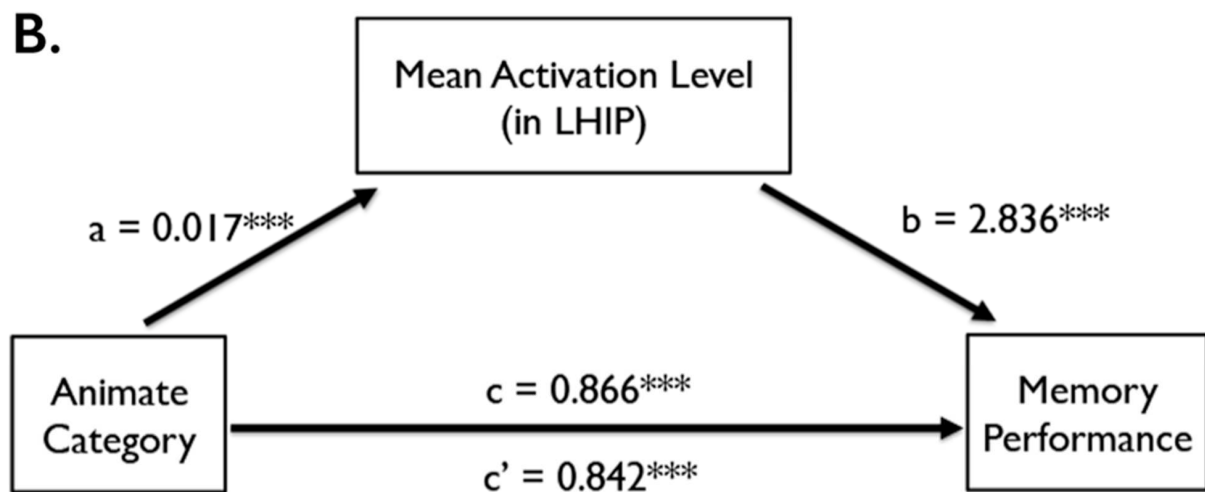 B.
Mean Activation Level
(in LHIP)
a = 0.017***
b = 2.836***
Animate
Category
c = 0.866***
c’ = 0.842***
Memory
Performance